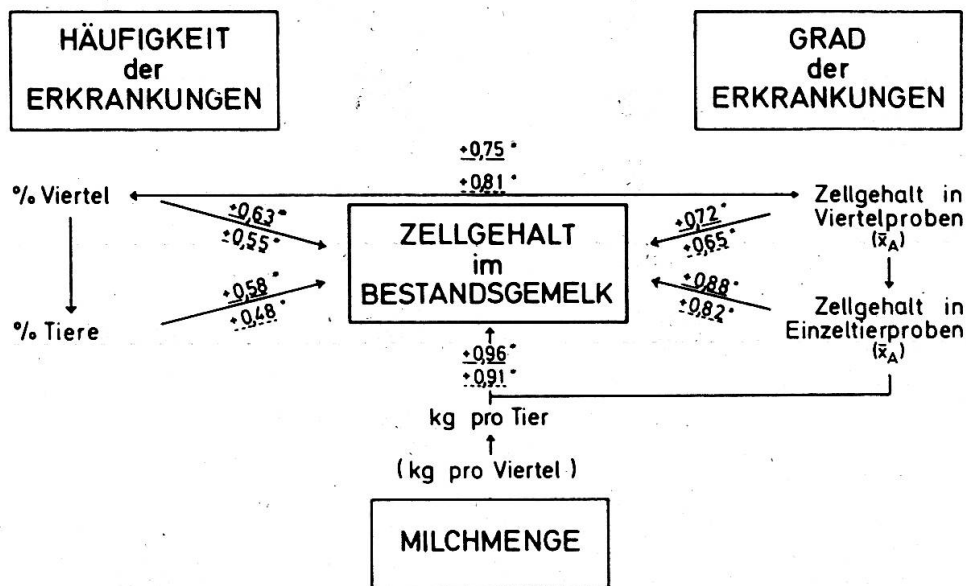 HÄUFIGKEIT
der
ERKRANKUNGEN
GRAD
der
ERKRANKUNGEN
+0,75*
+0,81*
% Viertel
Zellgehalt in
Viertelproben
(x̄A)
+0,63*
+0,55*
+0,72*
+0,65*
ZELLGEHALT
im
BESTANDSGEMELK
+0,58*
+0,48*
+0,88*
+0,82*
% Tiere
Zellgehalt in
Einzeltierproben
(x̄A)
+0,96*
+0,91*
kg pro Tier
(kg pro Viertel)
MILCHMENGE